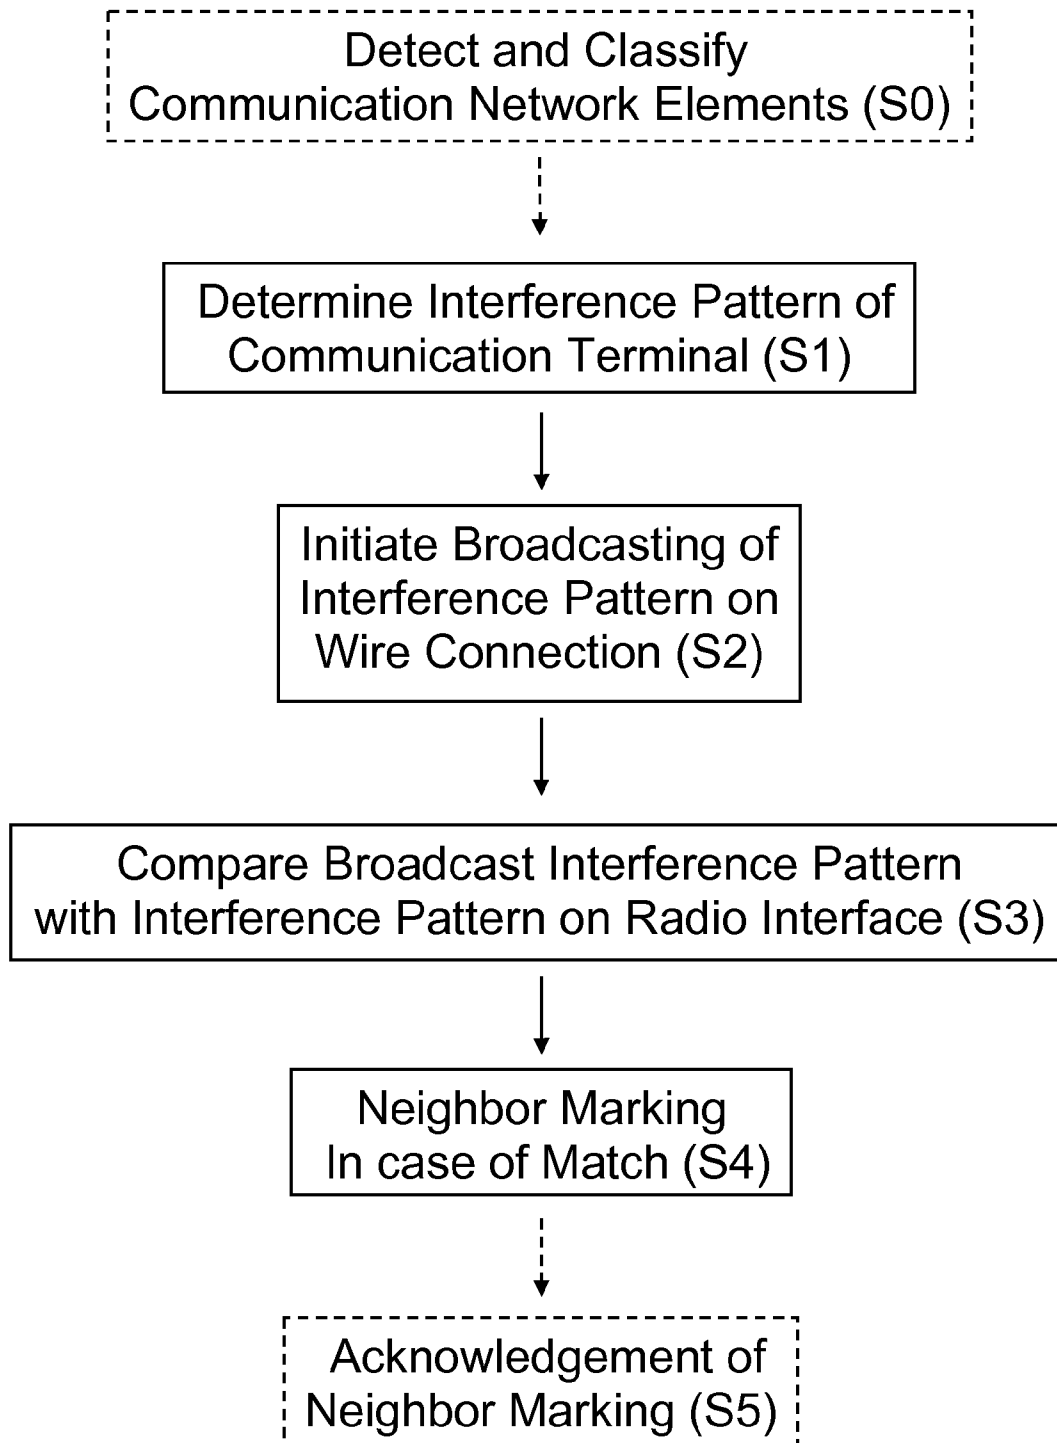 Detect and Classify
Communication Network Elements (S0)
Determine Interference Pattern of
Communication Terminal (S1)
Initiate Broadcasting of
Interference Pattern on
Wire Connection (S2)
Compare Broadcast Interference Pattern
with Interference Pattern on Radio Interface (S3)
Neighbor Marking
In case of Match (S4)
Acknowledgement of
Neighbor Marking (S5)